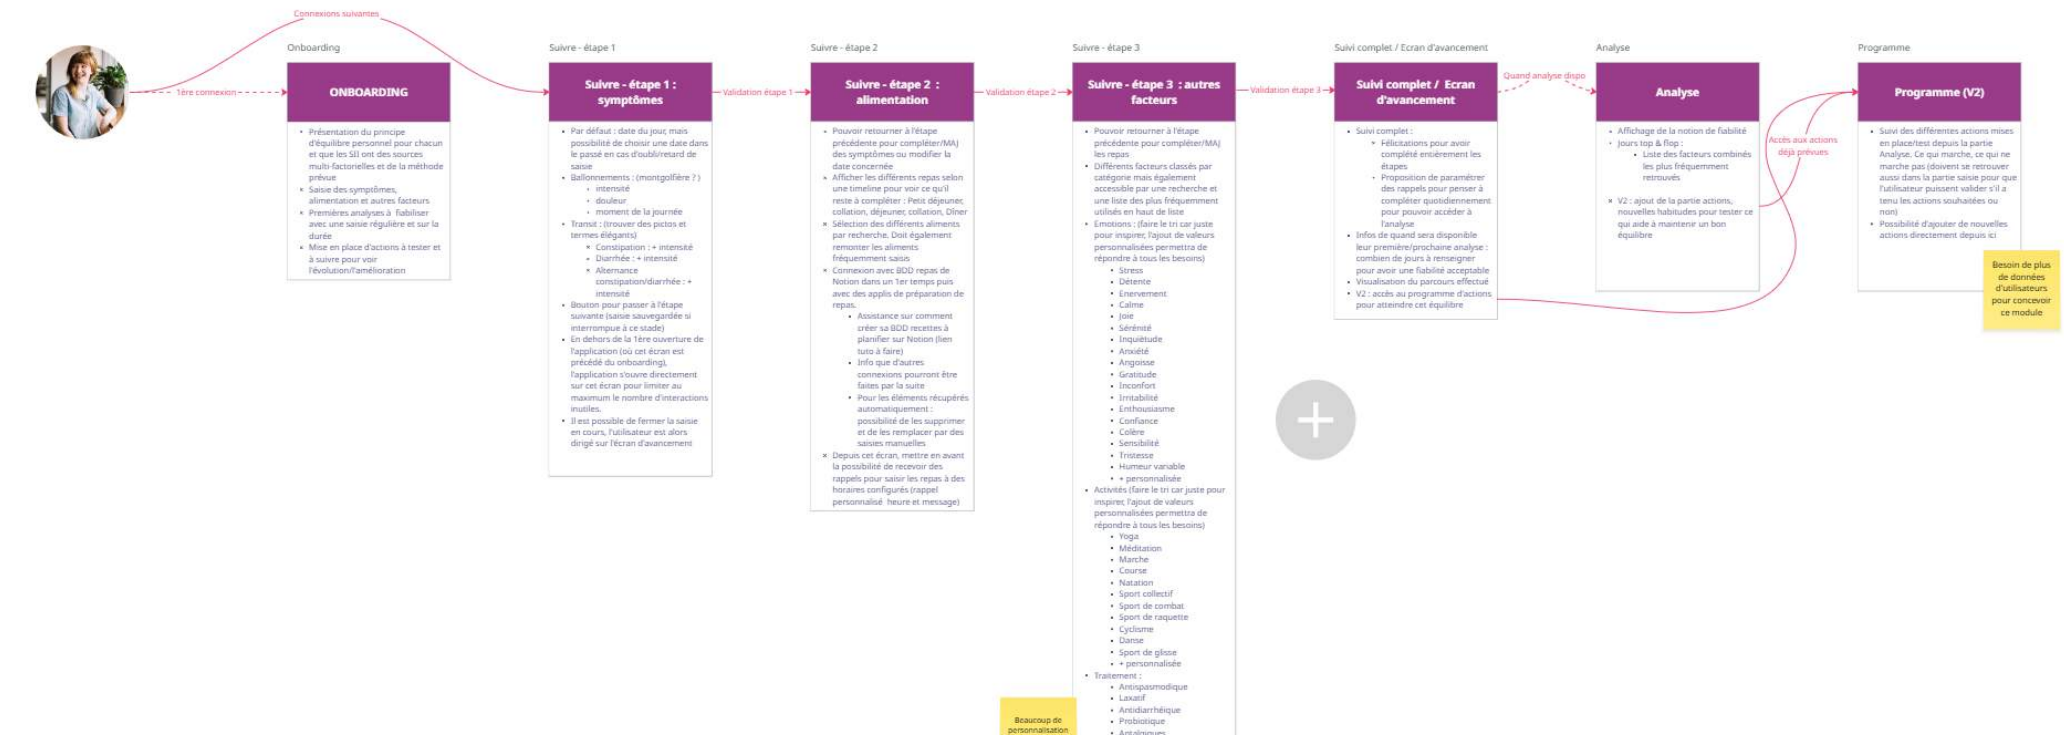 Connexions suivantes
1ère connexion
Onboarding
ONBOARDING
• Présentation du principe
d'équilibre personnel pour chacun
et que les SII ont des sources
multi-factorielles et de la méthode
prévue
• Saisie des symptômes,
alimentation et autres facteurs
• Premières analyses à fiabiliser
avec une saisie régulière et sur la
durée
• Mise en place d'actions à tester et
à suivre pour voir
l'évolution/l'amélioration
Suivre - étape 1
Suivre - étape 1 :
symptômes
• Par défaut : date du jour, mais
possibilité de choisir une date dans
le passé en cas d'oubli/retard de
saisie
• Ballonnements : (montgolfière ? )
• intensité
• douleur
• moment de la journée
• Transit : (trouver des pictos et
termes élégants)
• Constipation : + intensité
• Diarrhée : + intensité
• Alternance
constipation/diarrhée : +
intensité
• Bouton pour passer à l'étape
suivante (saisie sauvegardée si
interrompue à ce stade)
• En dehors de la 1ère ouverture de
l'application (où cet écran est
précédé du onboarding),
l'application s'ouvre directement
sur cet écran pour limiter au
maximum le nombre d'interactions
inutiles.
• Il est possible de fermer la saisie
en cours, l'utilisateur est alors
dirigé sur l'écran d'avancement
Validation étape 1
Suivre - étape 2
Suivre - étape 2 :
alimentation
• Pouvoir retourner à l'étape
précédente pour compléter/MAJ
des symptômes ou modifier la
date concernée
• Afficher les différents repas selon
une timeline pour voir ce qu'il
reste à compléter : Petit déjeuner,
collation, déjeuner, collation, Dîner
• Sélection des différents aliments
par recherche. Doit également
remonter les aliments
fréquemment saisis
• Connexion avec BDD repas de
Notion dans un 1er temps puis
avec des applis de préparation de
repas.
• Assistance sur comment
créer sa BDD recettes à
planifier sur Notion (lien
tuto à faire)
• Info que d'autres
connexions pourront être
faites par la suite
• Pour les éléments récupérés
automatiquement :
possibilité de les supprimer
et de les remplacer par des
saisies manuelles
• Depuis cet écran, mettre en avant
la possibilité de recevoir des
rappels pour saisir les repas à des
horaires configurés (rappel
personnalisé heure et message)
Validation étape 2
Suivre - étape 3
Suivre - étape 3 : autres
facteurs
• Pouvoir retourner à l'étape
précédente pour compléter/MAJ
les repas
• Différents facteurs classés par
catégorie mais également
accessible par une recherche et
une liste des plus fréquemment
utilisés en haut de liste
• Emotions : (faire le tri car juste
pour inspirer, l'ajout de valeurs
personnalisées permettra de
répondre à tous les besoins)
• Stress
• Détente
• Enervement
• Calme
• Joie
• Sérénité
• Inquiétude
• Anxiété
• Angoisse
• Gratitude
• Inconfort
• Irritabilité
• Enthousiasme
• Confiance
• Colère
• Sensibilité
• Tristesse
• Humeur variable
• + personnalisée
• Activités (faire le tri car juste pour
inspirer, l'ajout de valeurs
personnalisées permettra de
répondre à tous les besoins)
• Yoga
• Méditation
• Marche
• Course
• Natation
• Sport collectif
• Sport de combat
• Sport de raquette
• Cyclisme
• Danse
• Sport de glisse
• + personnalisée
• Traitement :
• Antispasmodique
• Laxatif
• Antidiarrhéique
• Probiotique
• Antalgiques
Beaucoup de
personnalisation
Validation étape 3
Suivi complet / Ecran d'avancement
Suivi complet / Ecran
d'avancement
• Suivi complet :
• Félicitations pour avoir
complété entièrement les
étapes
• Proposition de paramétrer
des rappels pour penser à
compléter quotidiennement
pour pouvoir accéder à
l'analyse
• Infos de quand sera disponible
leur première/prochaine analyse :
combien de jours à renseigner
pour avoir une fiabilité acceptable
• Visualisation du parcours effectué
• V2 : accès au programme d'actions
pour atteindre cet équilibre
Quand analyse dispo
Analyse
Analyse
• Affichage de la notion de fiabilité
• Jours top & flop :
• Liste des facteurs combinés
les plus fréquemment
retrouvés
• V2 : ajout de la partie actions,
nouvelles habitudes pour tester ce
qui aide à maintenir un bon
équilibre
Accès aux actions
déjà prévues
Programme
Programme (V2)
• Suivi des différentes actions mises
en place/test depuis la partie
Analyse. Ce qui marche, ce qui ne
marche pas (doivent se retrouver
aussi dans la partie saisie pour que
l'utilisateur puissent valider s'il a
tenu les actions souhaitées ou
non)
• Possibilité d'ajouter de nouvelles
actions directement depuis ici
Besoin de plus
de données
d'utilisateurs
pour concevoir
ce module